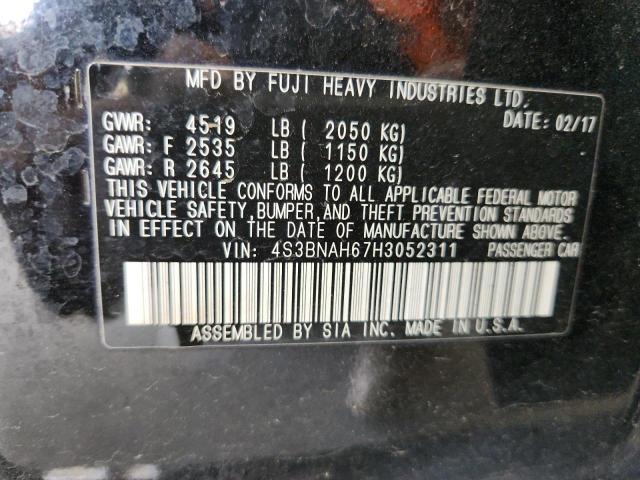 MFD BY FUJI HEAVY INDUSTRIES LTD.
DATE: 02/17
GVWR: 4519 LB ( 2050 KG)
GAWR: F 2535 LB ( 1150 KG)
GAWR: R 2645 LB ( 1200 KG)
THIS VEHICLE CONFORMS TO ALL APPLICABLE FEDERAL MOTOR
VEHICLE SAFETY, BUMPER, AND THEFT PREVENTION STANDARDS
IN EFFECT ON THE DATE OF MANUFACTURE SHOWN ABOVE.
VIN: 4S3BNAH67H3052311 PASSENGER CAR
ASSEMBLED BY SIA INC. MADE IN U.S.A.